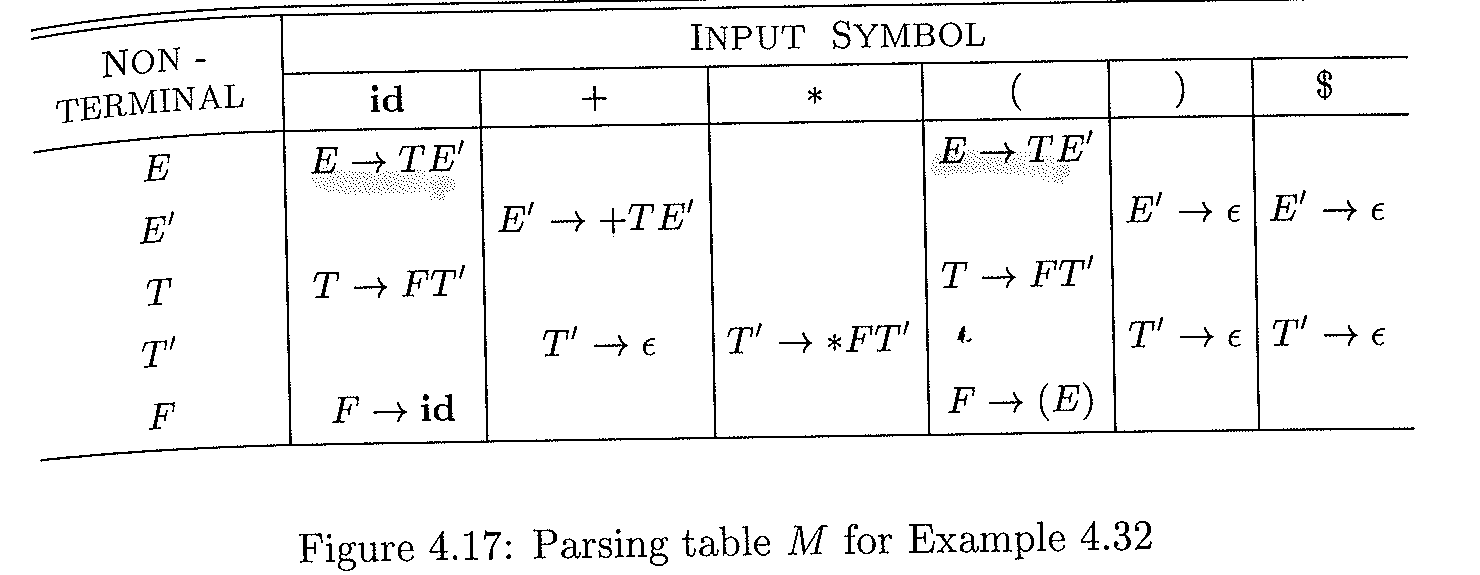 NON - INPUT SYMBOL
TERMINAL id + * ( ) $
E E → TE′ E → TE′
E′ E′ → +TE′ E′ → ϵ E′ → ϵ
T T → FT′ T → FT′
T′ T′ → ϵ T′ → *FT′ T′ → ϵ T′ → ϵ
F F → id F → (E)
Figure 4.17: Parsing table M for Example 4.32